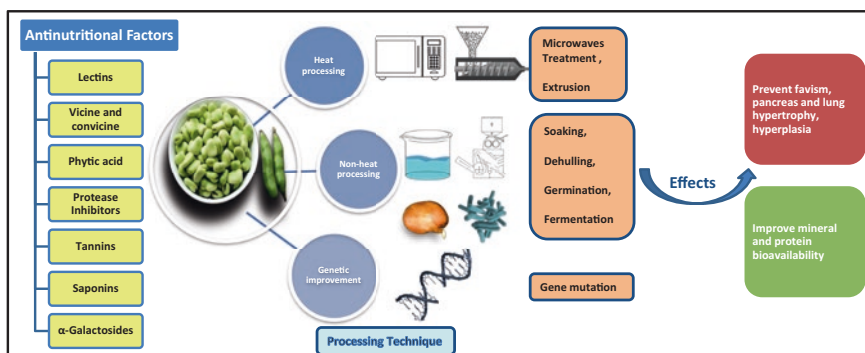 Antinutritional Factors
Lectins
Vicine and
convicine
Phytic acid
Protease
Inhibitors
Tannins
Saponins
α-Galactosides
Heat
processing
Non-heat
processing
Genetic
improvement
Processing Technique
Microwaves
Treatment ,
Extrusion
Soaking,
Dehulling,
Germination,
Fermentation
Gene mutation
Effects
Prevent favism,
pancreas and lung
hypertrophy,
hyperplasia
Improve mineral
and protein
bioavailability